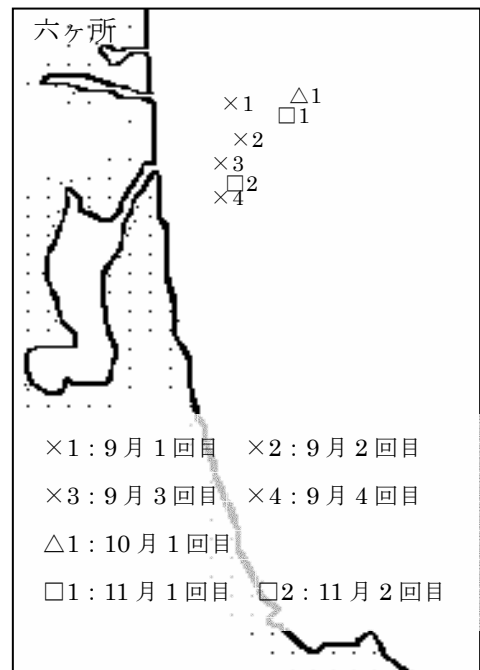 六ヶ所
×1 △1
□1
×2
×3
□2
×4
×1：9月1回目 ×2：9月2回目
×3：9月3回目 ×4：9月4回目
△1：10月1回目
□1：11月1回目 □2：11月2回目